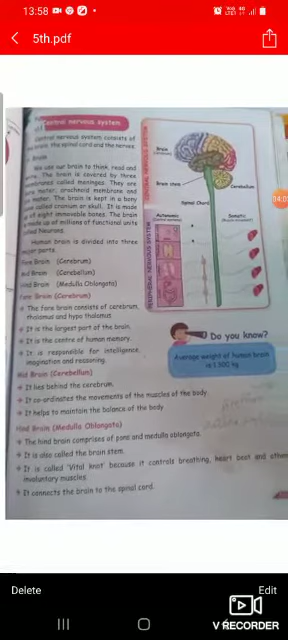 13:58
5th.pdf
Central nervous system
Central nervous system consists of
the brain, the spinal cord and the nerves.
Brain
We use our brain to think, read and
The brain is covered by three
membranes called meninges. They are
mater, arachnoid membrane and
mater. The brain is kept in a bony
called cranium or skull. It is made
of eight immovable bones. The brain
made up of millions of functional units
called Neurons.
Human brain is divided into three
major parts.
Fore Brain (Cerebrum)
Mid Brain (Cerebellum)
Hind Brain (Medulla Oblongata)
Fore Brain (Cerebrum)
The fore brain consists of cerebrum,
thalamus and hypo thalamus.
It is the largest part of the brain.
It is the centre of human memory.
It is responsible for intelligence,
imagination and reasoning.
Mid Brain (Cerebellum)
It lies behind the cerebrum.
It co-ordinates the movements of the muscles of the body.
It helps to maintain the balance of the body.
Hind Brain (Medulla Oblongata)
The hind brain comprises of pons and medulla oblongata.
It is also called the brain stem.
It is called 'Vital knot' because it controls breathing, heart beat and other
involuntary muscles.
It connects the brain to the spinal cord.
CENTRAL NERVOUS SYSTEM
Brain
Brain stem
Cerebellum
Spinal Cord
PERIPHERAL NERVOUS SYSTEM
Autonomic
Somatic
Do you know?
Average weight of human brain
is 1.500 kg.
Delete
Edit
V RECORDER